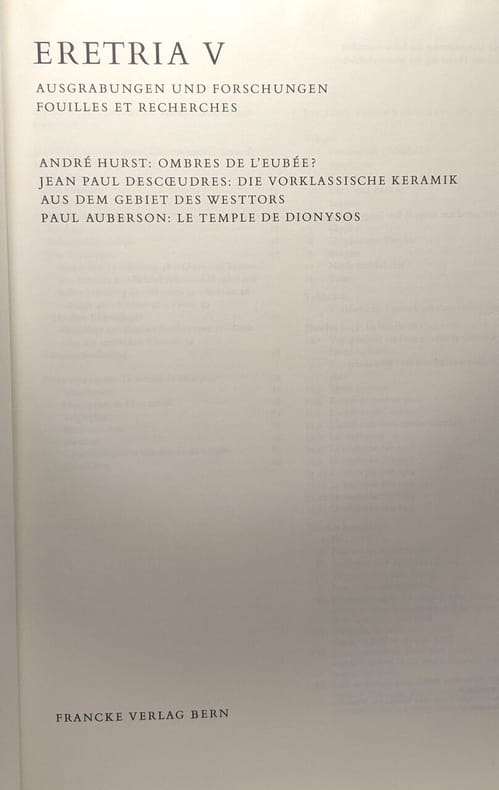 ERETRIA V
AUSGRABUNGEN UND FORSCHUNGEN
FOUILLES ET RECHERCHES
ANDRÉ HURST: OMBRES DE L'EUBÉE?
JEAN PAUL DESCŒUDRES: DIE VORKLASSISCHE KERAMIK
AUS DEM GEBIET DES WESTTORS
PAUL AUBERSON: LE TEMPLE DE DIONYSOS
FRANCKE VERLAG BERN